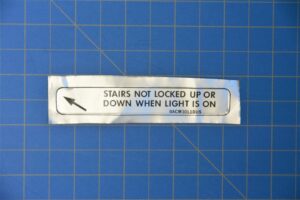 STAIRS NOT LOCKED UP OR
DOWN WHEN LIGHT IS ON